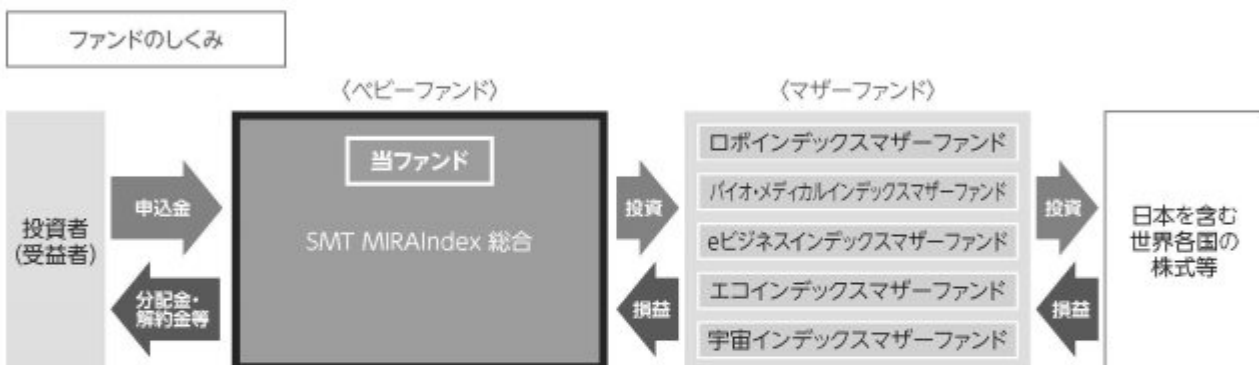 ファンドのしくみ
〈ベビーファンド〉
〈マザーファンド〉
投資者
(受益者)
申込金
分配金・
解約金等
当ファンド
SMT MIRAIndex 総合
投資
損益
ロボインデックスマザーファンド
バイオ・メディカルインデックスマザーファンド
eビジネスインデックスマザーファンド
エコインデックスマザーファンド
宇宙インデックスマザーファンド
投資
損益
日本を含む
世界各国の
株式等